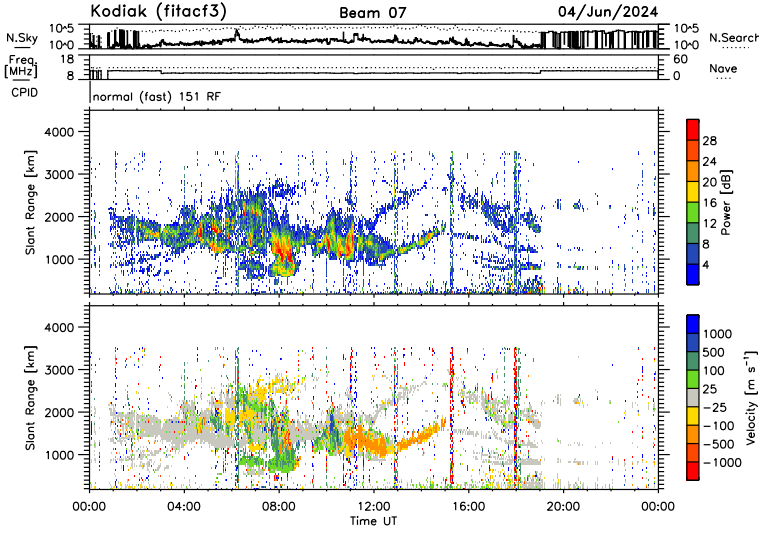 Kodiak (fitacf3) Beam 07 04/Jun/2024
10⁺⁵ 10⁺⁵
N.Sky N.Search
10⁺⁰ 10⁺⁰
Freq. 18 60
[MHz] Nave
8 0
CPID normal (fast) 151 RF
4000
3000
2000
1000
Slant Range [km]
28
24
20
16
12
8
4
Power [dB]
4000
3000
2000
1000
Slant Range [km]
1000
500
100
25
-25
-100
-500
-1000
Velocity [m s⁻¹]
00:00 04:00 08:00 12:00 16:00 20:00 00:00
Time UT